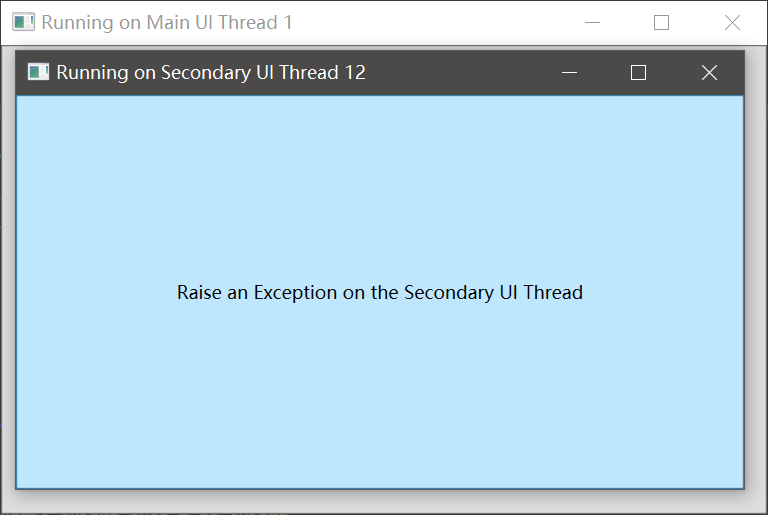 Running on Main UI Thread 1
Running on Secondary UI Thread 12
Raise an Exception on the Secondary UI Thread